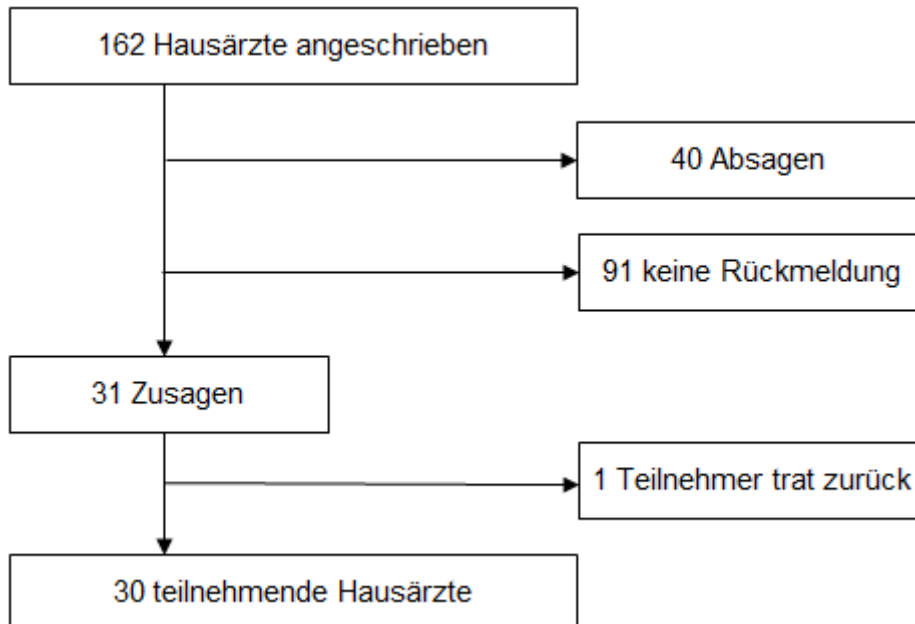 162 Hausärzte angeschrieben
40 Absagen
91 keine Rückmeldung
31 Zusagen
1 Teilnehmer trat zurück
30 teilnehmende Hausärzte